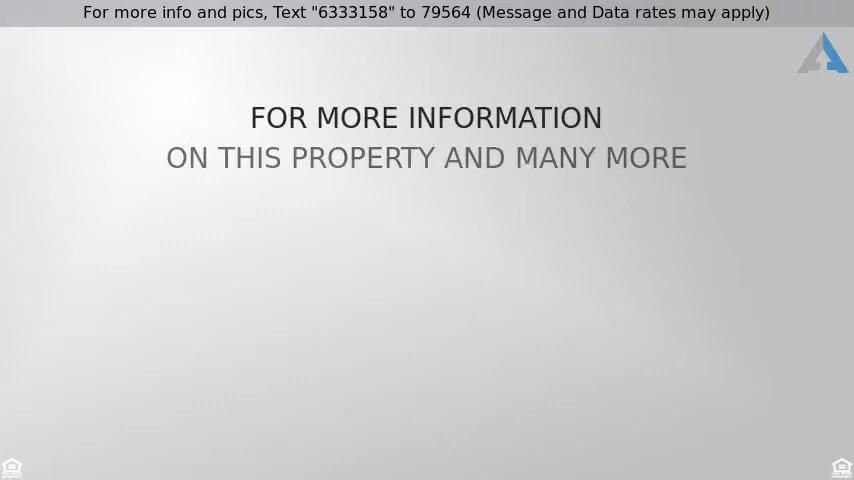 For more info and pics, Text "6333158" to 79564 (Message and Data rates may apply)
FOR MORE INFORMATION
ON THIS PROPERTY AND MANY MORE